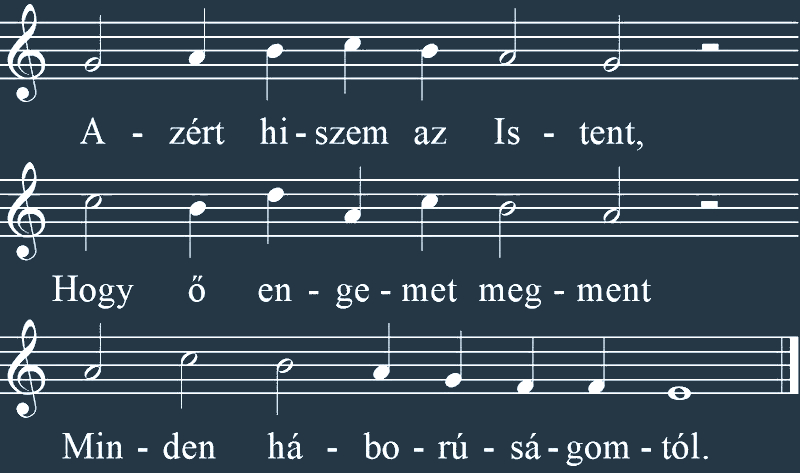 A - zért hi - szem az Is - tent,
Hogy ő en - ge - met meg - ment
Min - den há - bo - rú - sá - gom - tól.